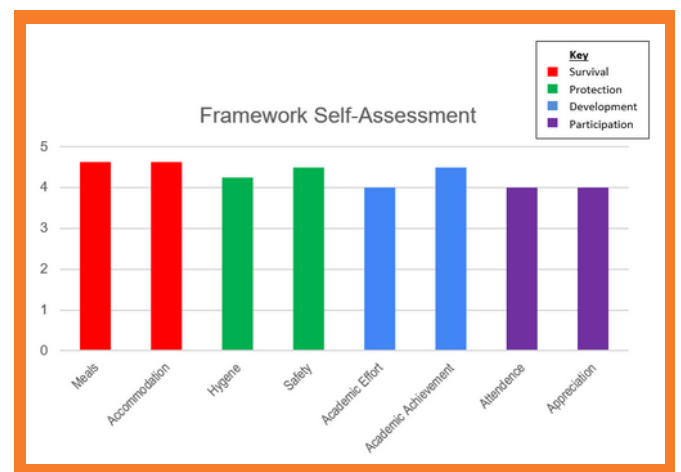 Key
Survival
Protection
Development
Participation
Framework Self-Assessment
5
4
3
2
1
0
Meals
Accommodation
Hygene
Safety
Academic Effort
Academic Achievement
Attendence
Appreciation